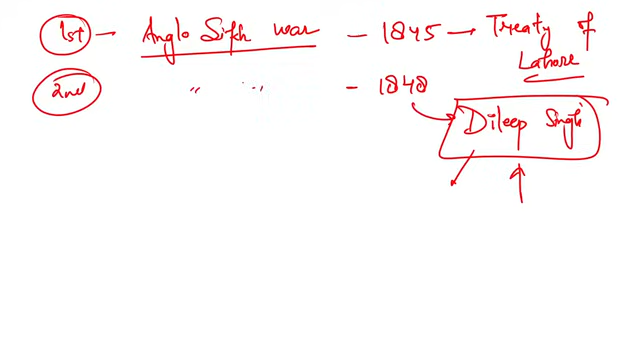 1st → Anglo Sikh war - 1845 → Treaty of Lahore
2nd " " - 1848
Dileep Singh